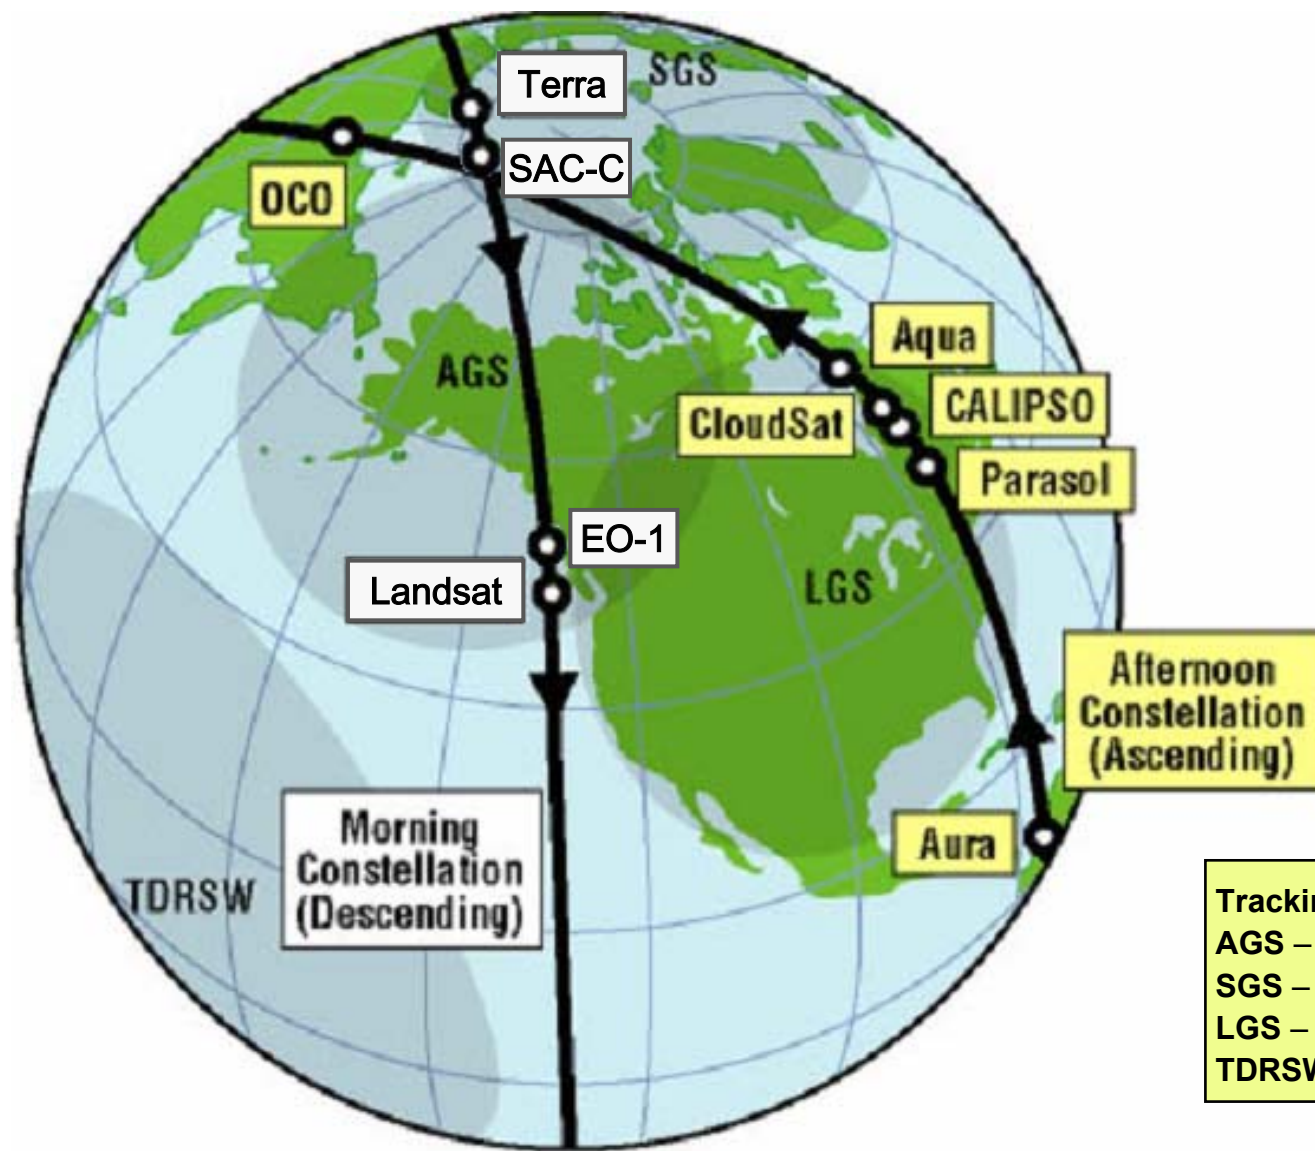 SGS
Terra
SAC-C
OCO
Aqua
AGS
CloudSat
CALIPSO
Parasol
EO-1
Landsat
LGS
Afternoon
Constellation
(Ascending)
Morning
Constellation
(Descending)
Aura
TDRSW
AGS –
SGS –
LGS –